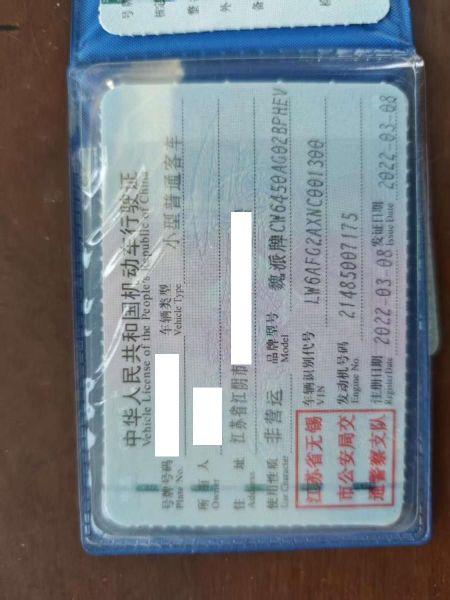 中华人民共和国机动车行驶证
Vehicle License of the People's Republic of China
号牌号码
Plate No.
车辆类型 小型普通客车
Vehicle Type
所有人
Owner
住址 江苏省江阴市
Address
使用性质 非营运
Use Character
品牌型号 魏派牌CW6450AG02BPHEV
Model
江苏省无锡
市公安局交
通警察支队
车辆识别代号 LW6AFG2AXNC001300
VIN
发动机号码 21485007175
Engine No.
注册日期 2022-03-08
Register Date
发证日期 2022-03-08
Issue Date